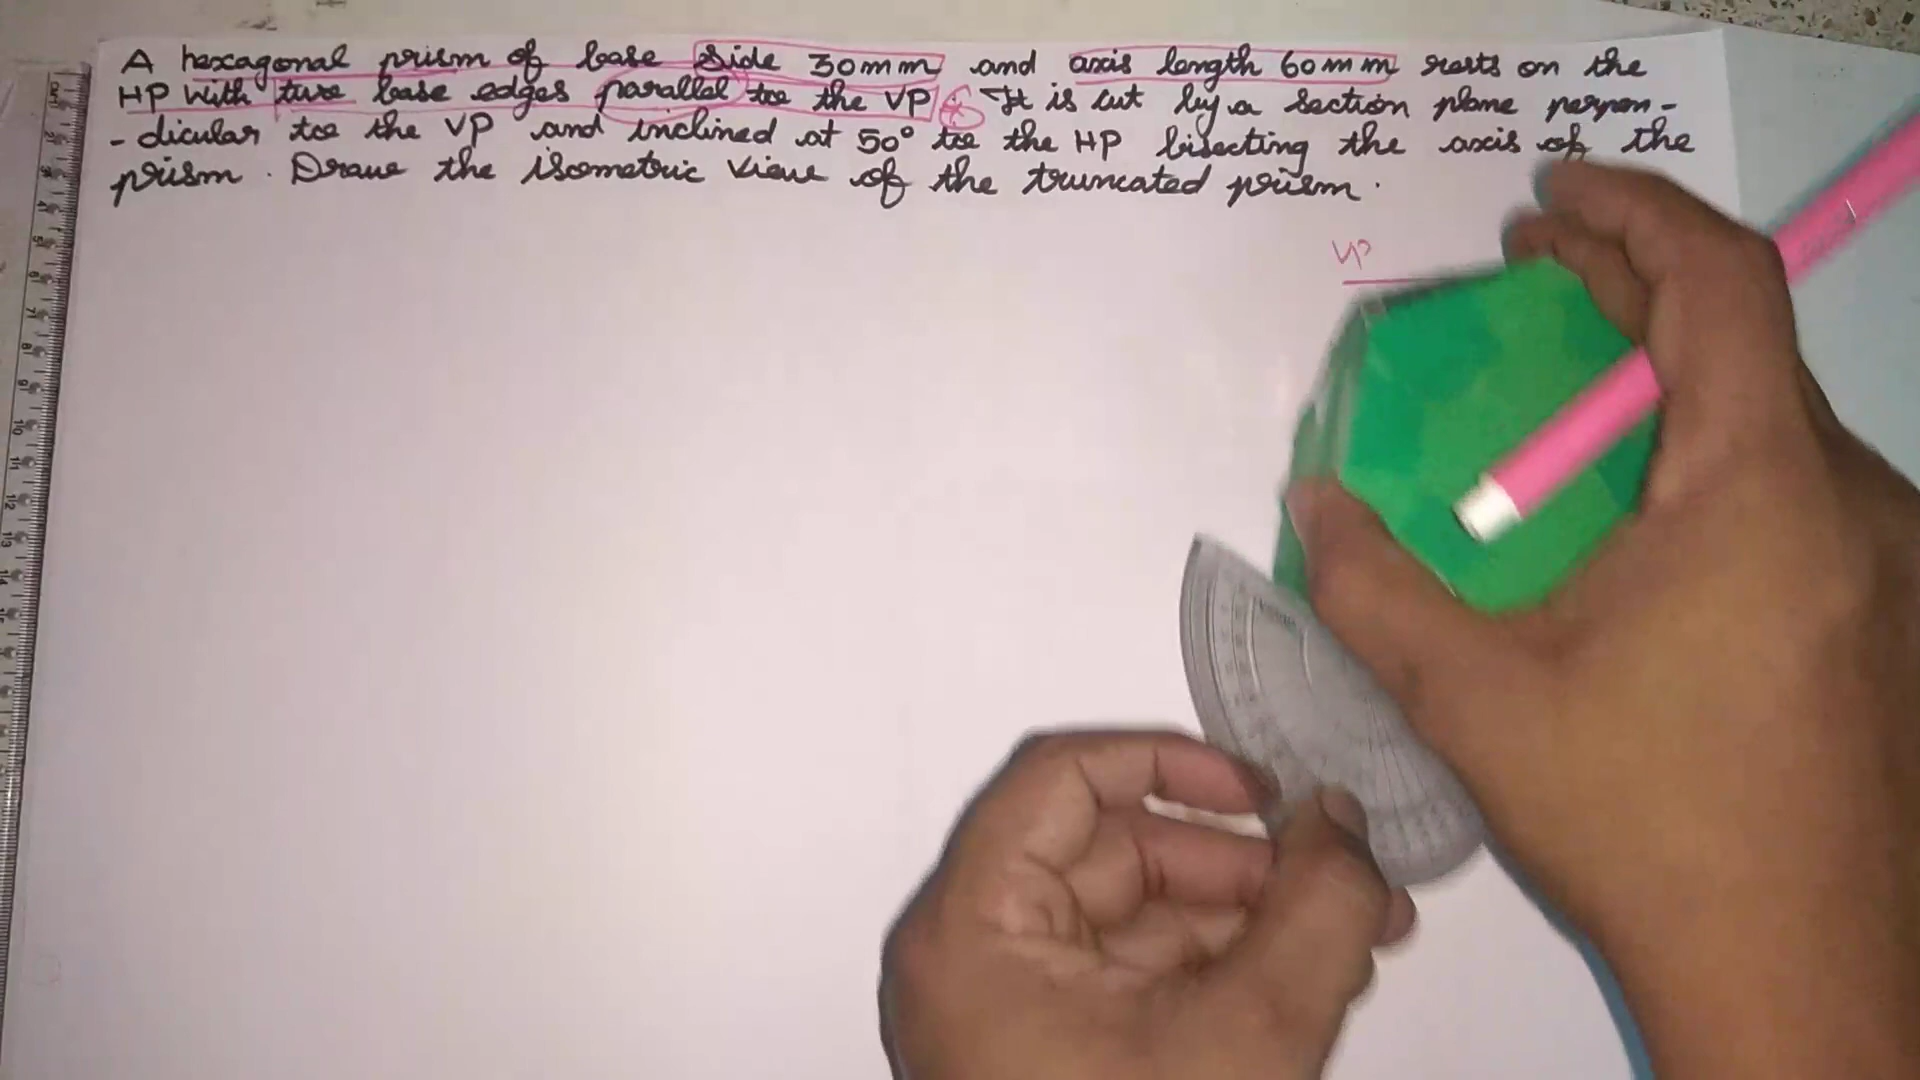 A hexagonal prism of base side 30mm and axis length 60mm rests on the
HP with two base edges parallel to the VP. It is cut by a section plane perpen-
-dicular to the VP and inclined at 50° to the HP bisecting the axis of the
prism. Draw the isometric view of the truncated prism.
VP